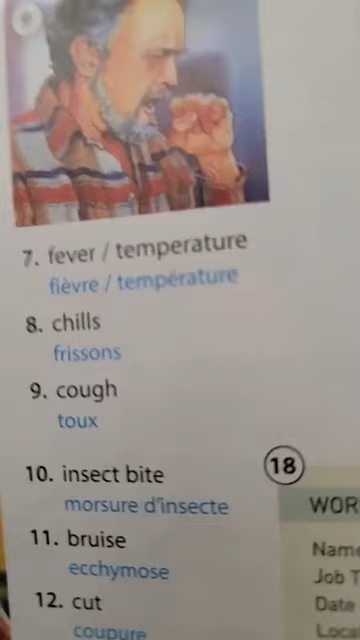 7. fever / temperature
fièvre / température
8. chills
frissons
9. cough
toux
10. insect bite
morsure d'insecte
11. bruise
ecchymose
12. cut
coupure
18
WOR
Name
Job T
Date
Loca